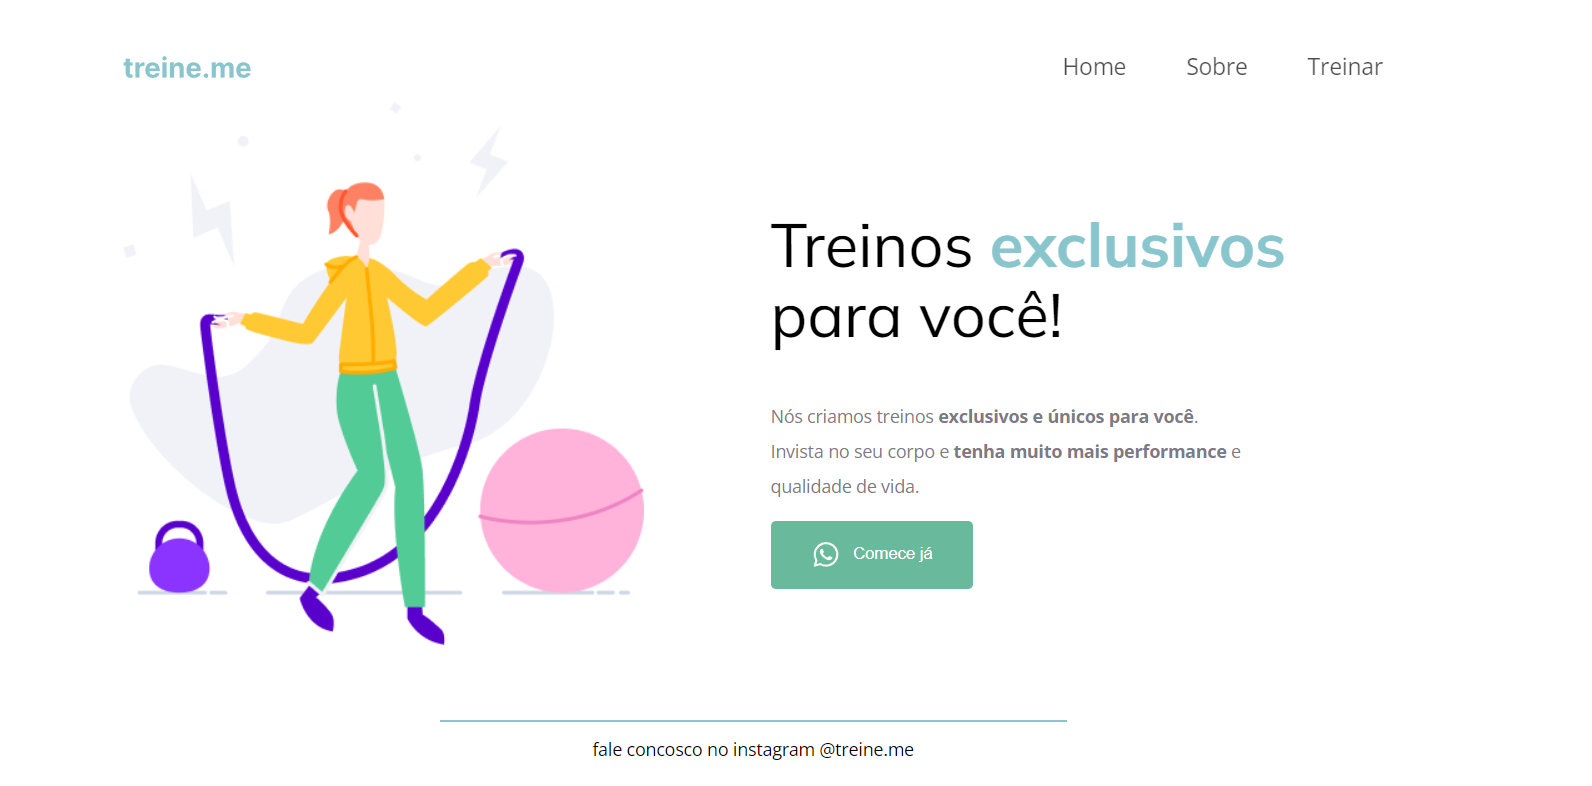 treine.me
Home Sobre Treinar
Treinos exclusivos
para você!
Nós criamos treinos exclusivos e únicos para você.
Invista no seu corpo e tenha muito mais performance e
qualidade de vida.
Comece já
fale concosco no instagram @treine.me